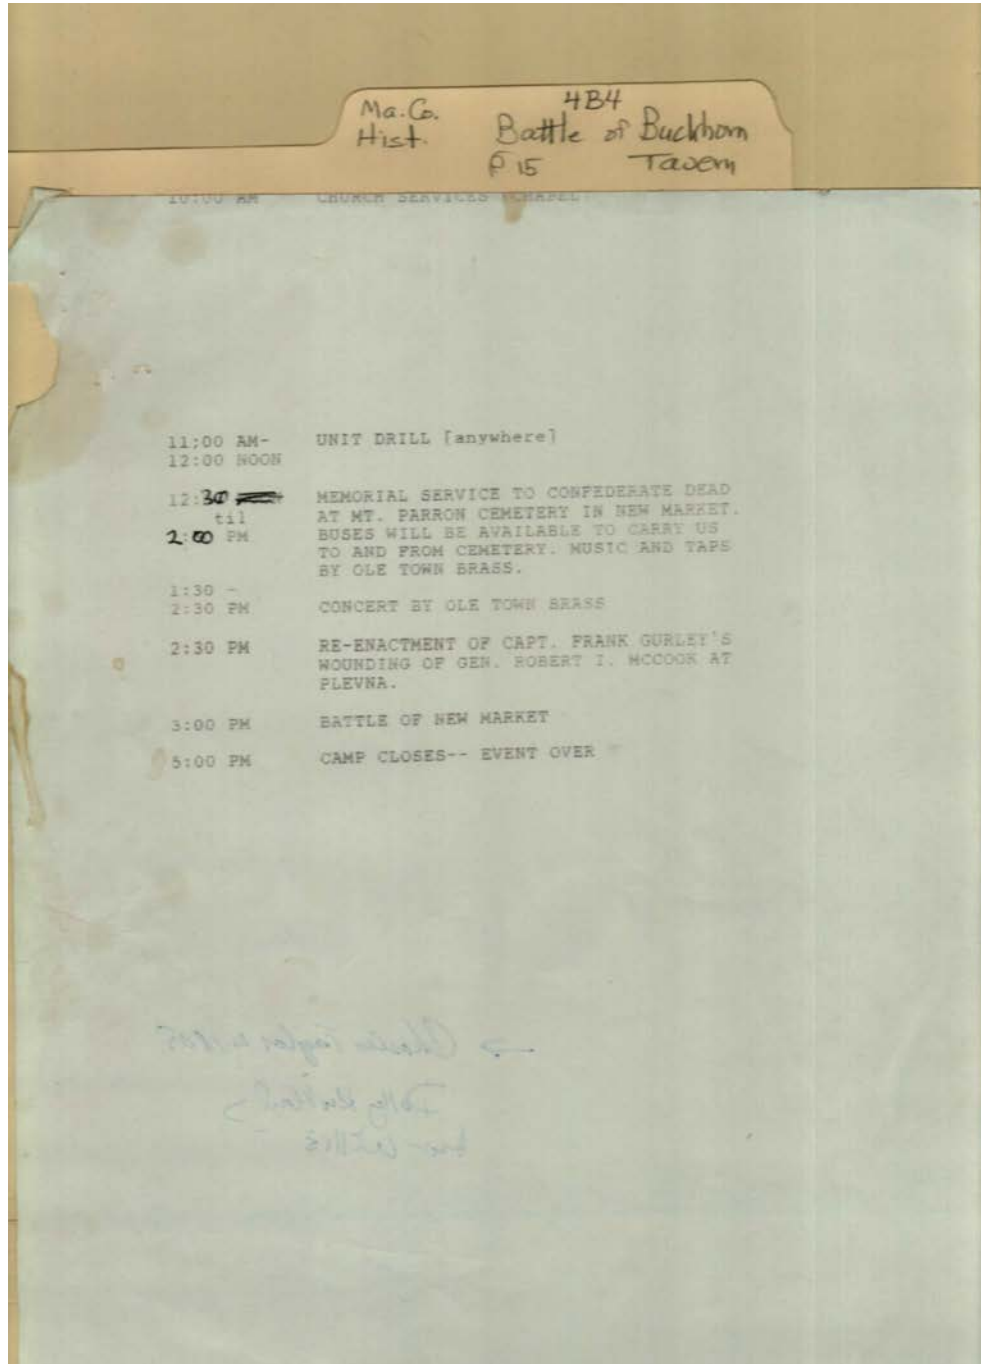 4B4
Ma. Co. Battle of Buckhorn
Hist. P 15 Tavern
10:00 AM CHURCH SERVICES [CHAPEL]
11:00 AM- UNIT DRILL [anywhere]
12:00 NOON
12:30 MEMORIAL SERVICE TO CONFEDERATE DEAD
til AT MT. PARRON CEMETERY IN NEW MARKET.
2:00 PM BUSES WILL BE AVAILABLE TO CARRY US
TO AND FROM CEMETERY. MUSIC AND TAPS
BY OLE TOWN BRASS.
1:30 -
2:30 PM CONCERT BY OLE TOWN BRASS
2:30 PM RE-ENACTMENT OF CAPT. FRANK GURLEY'S
WOUNDING OF GEN. ROBERT I. MCCOOK AT
PLEVNA.
3:00 PM BATTLE OF NEW MARKET
5:00 PM CAMP CLOSES-- EVENT OVER